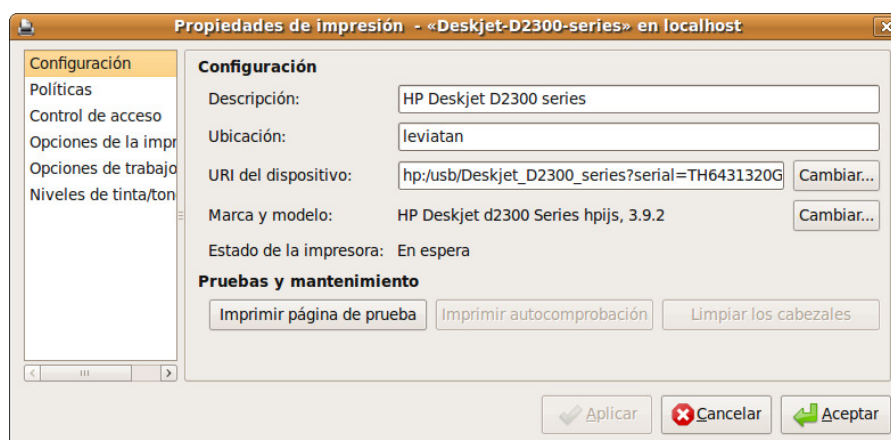 Propiedades de impresión - «Deskjet-D2300-series» en localhost
Configuración
Políticas
Control de acceso
Opciones de la impr
Opciones de trabajo
Niveles de tinta/ton
Configuración
Descripción: HP Deskjet D2300 series
Ubicación: leviatan
URI del dispositivo: hp:/usb/Deskjet_D2300_series?serial=TH6431320G Cambiar...
Marca y modelo: HP Deskjet d2300 Series hpijs, 3.9.2 Cambiar...
Estado de la impresora: En espera
Pruebas y mantenimiento
Imprimir página de prueba Imprimir autocomprobación Limpiar los cabezales
Aplicar Cancelar Aceptar